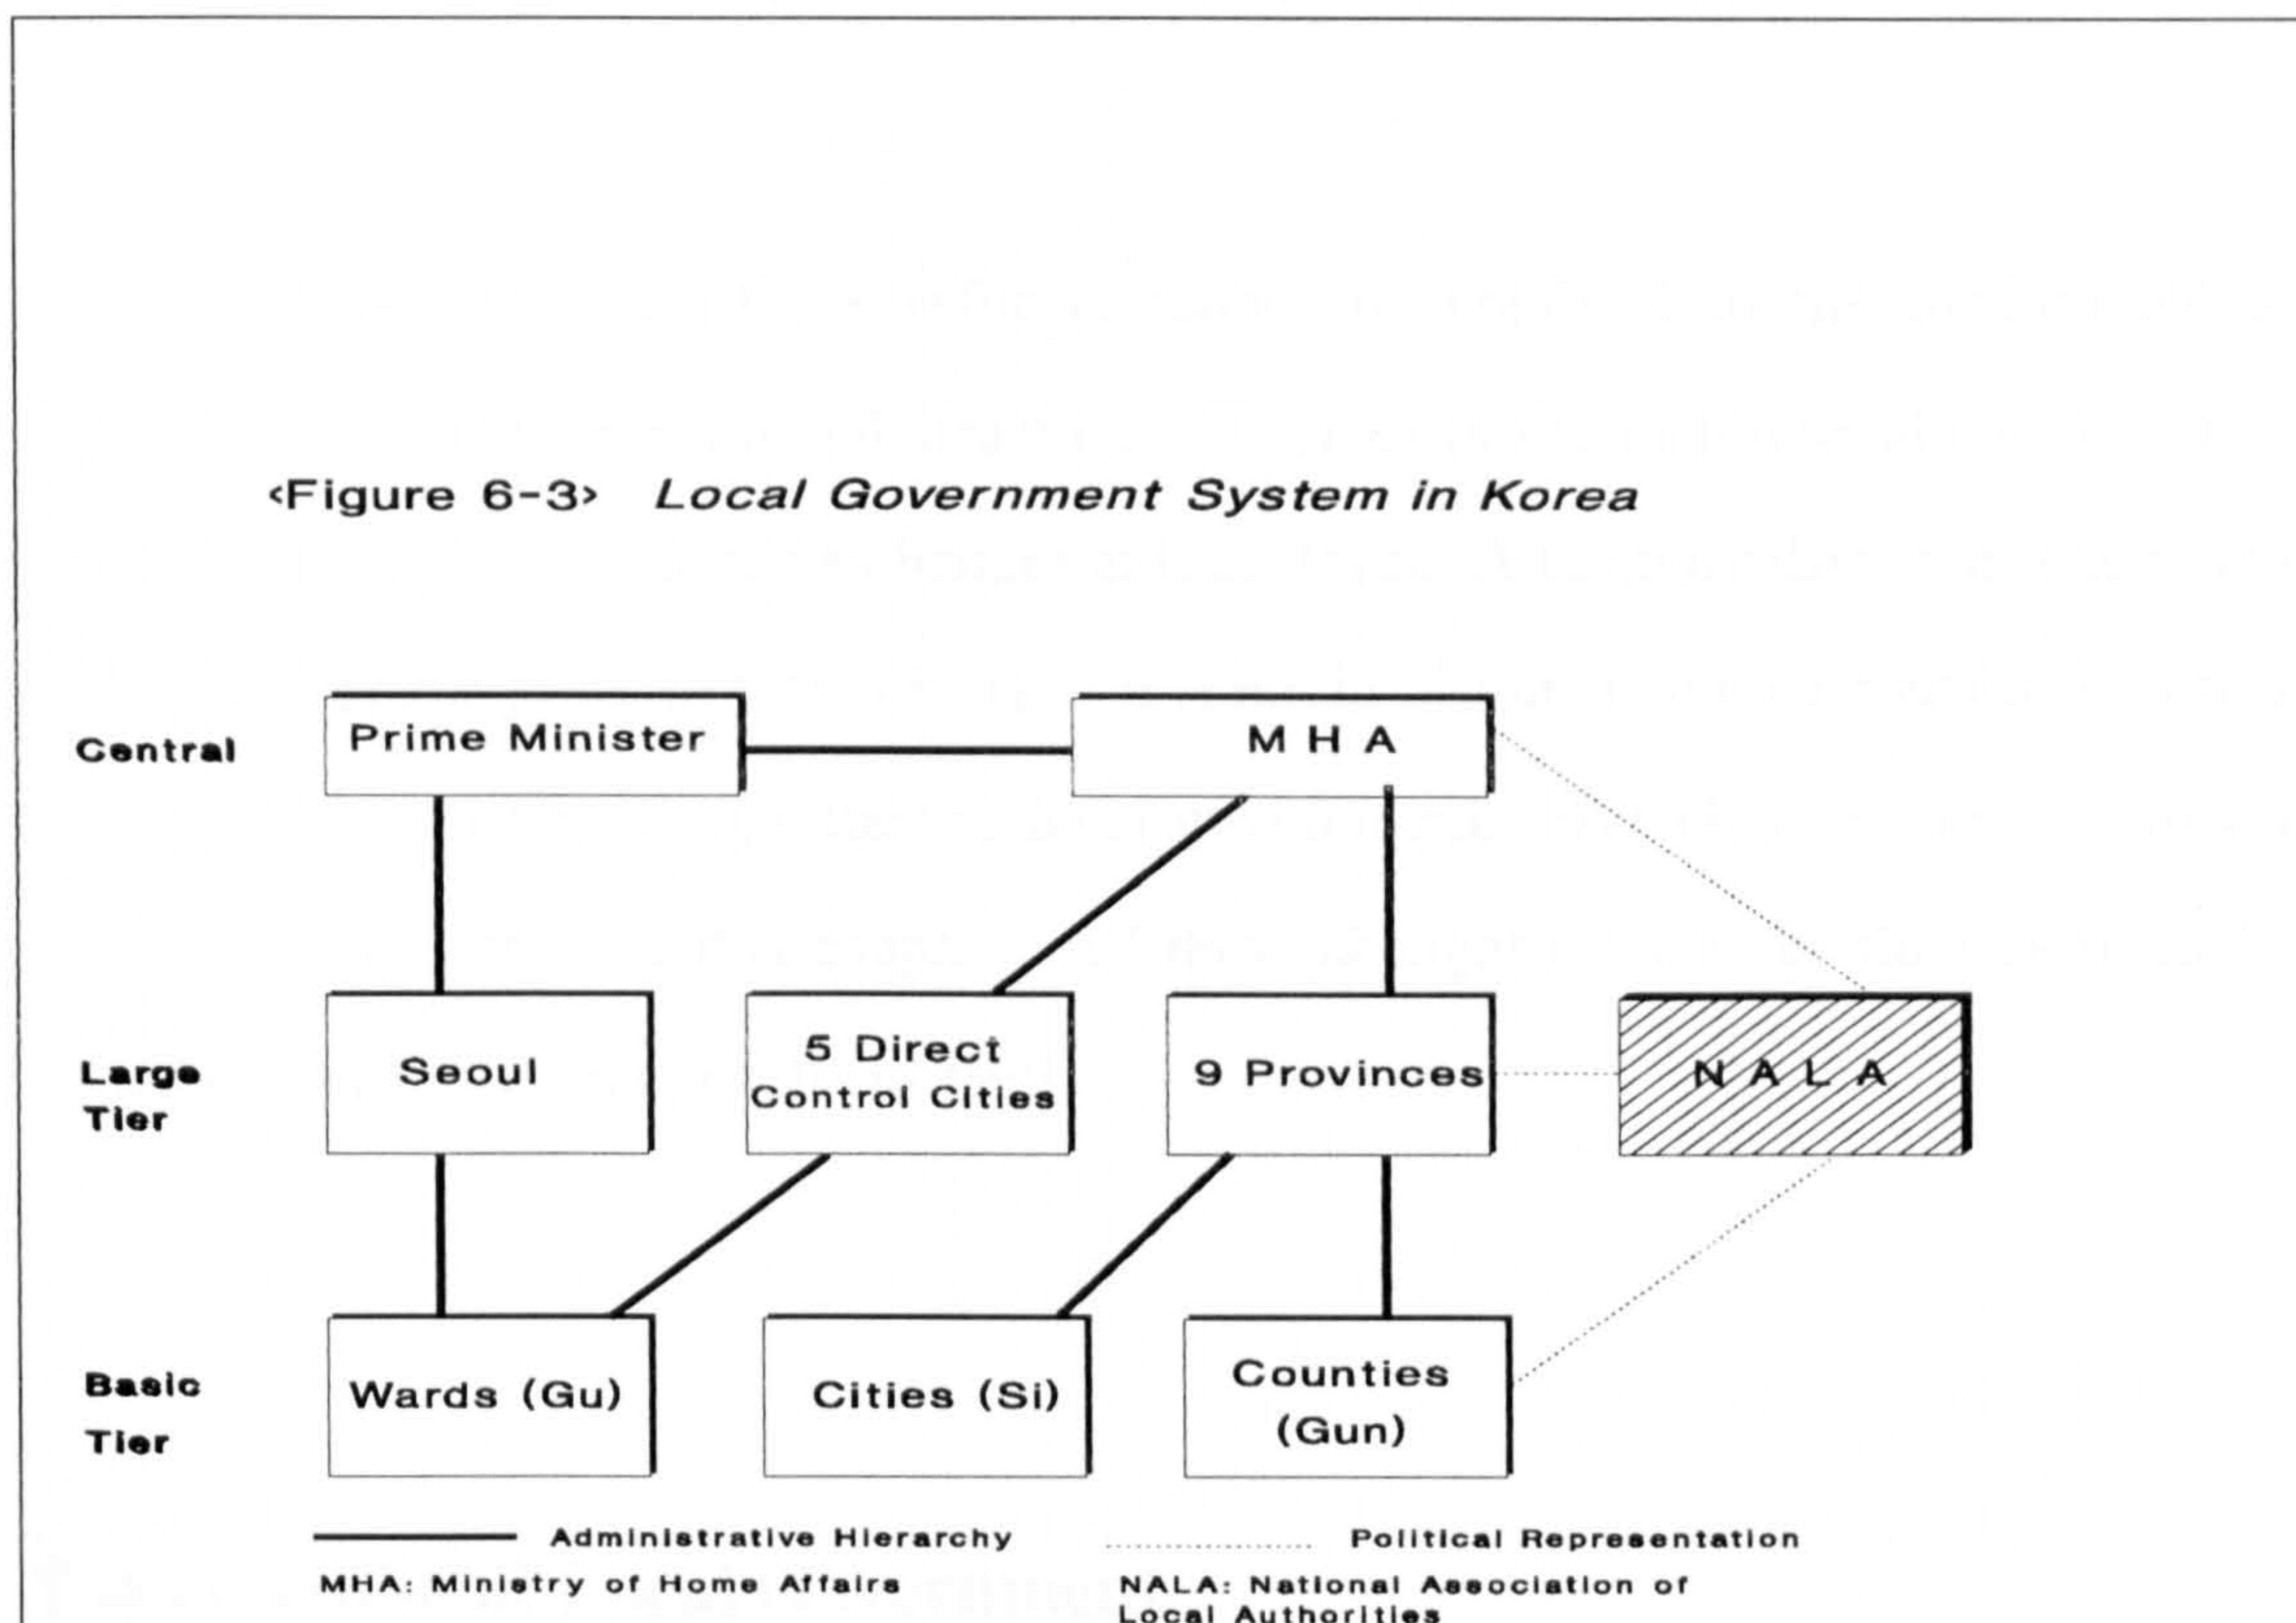 <Figure 6-3> Local Government System in Korea
Central
Prime Minister
M H A
Large
Tier
Seoul
5 Direct
Control Cities
9 Provinces
N A L A
Basic
Tier
Wards (Gu)
Cities (Si)
Counties
(Gun)
Administrative Hierarchy
Political Representation
MHA: Ministry of Home Affairs
NALA: National Association of
Local Authorities